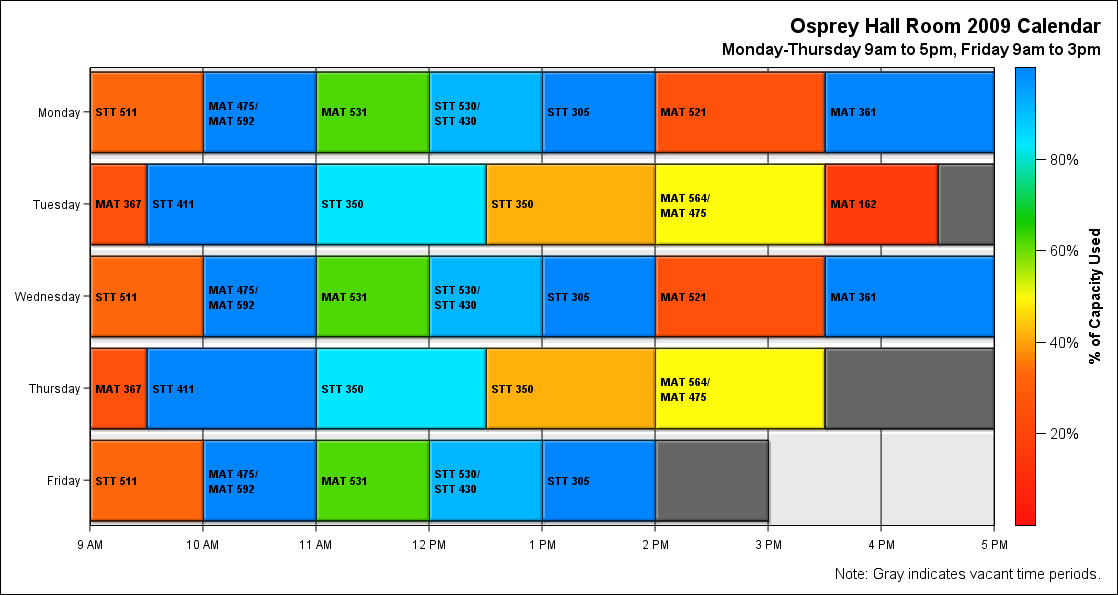 Osprey Hall Room 2009 Calendar
Monday-Thursday 9am to 5pm, Friday 9am to 3pm
Monday
STT 511
MAT 475/
MAT 592
MAT 531
STT 530/
STT 430
STT 305
MAT 521
MAT 361
Tuesday
MAT 367
STT 411
STT 350
STT 350
MAT 564/
MAT 475
MAT 162
Wednesday
STT 511
MAT 475/
MAT 592
MAT 531
STT 530/
STT 430
STT 305
MAT 521
MAT 361
Thursday
MAT 367
STT 411
STT 350
STT 350
MAT 564/
MAT 475
Friday
STT 511
MAT 475/
MAT 592
MAT 531
STT 530/
STT 430
STT 305
9 AM
10 AM
11 AM
12 PM
1 PM
2 PM
3 PM
4 PM
5 PM
80%
60%
40%
20%
% of Capacity Used
Note: Gray indicates vacant time periods.